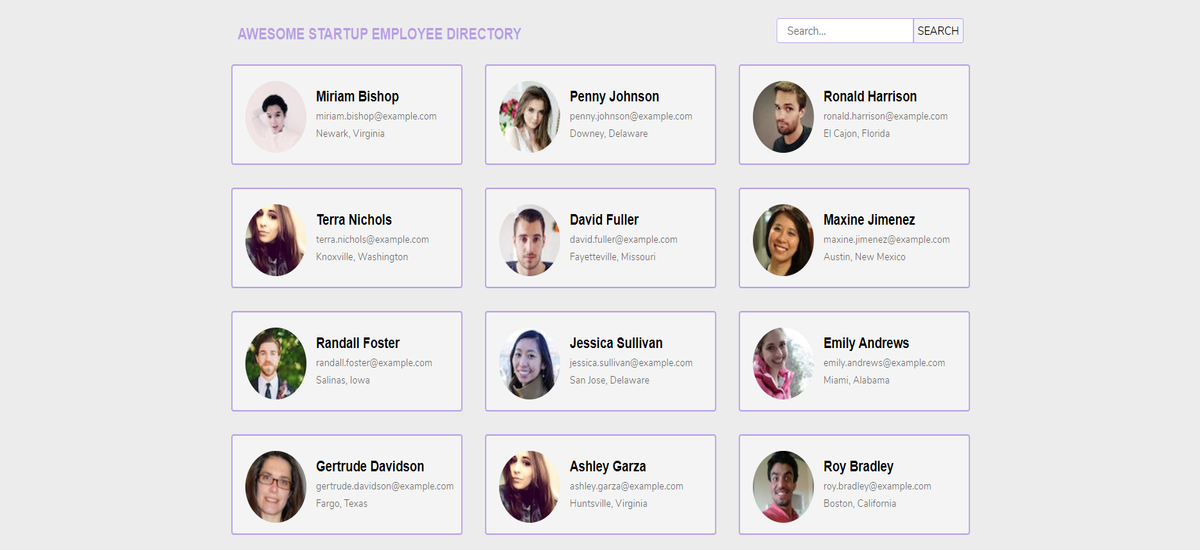 AWESOME STARTUP EMPLOYEE DIRECTORY
Search...
SEARCH
Miriam Bishop
miriam.bishop@example.com
Newark, Virginia
Penny Johnson
penny.johnson@example.com
Downey, Delaware
Ronald Harrison
ronald.harrison@example.com
El Cajon, Florida
Terra Nichols
terra.nichols@example.com
Knoxville, Washington
David Fuller
david.fuller@example.com
Fayetteville, Missouri
Maxine Jimenez
maxine.jimenez@example.com
Austin, New Mexico
Randall Foster
randall.foster@example.com
Salinas, Iowa
Jessica Sullivan
jessica.sullivan@example.com
San Jose, Delaware
Emily Andrews
emily.andrews@example.com
Miami, Alabama
Gertrude Davidson
gertrude.davidson@example.com
Fargo, Texas
Ashley Garza
ashley.garza@example.com
Huntsville, Virginia
Roy Bradley
roy.bradley@example.com
Boston, California